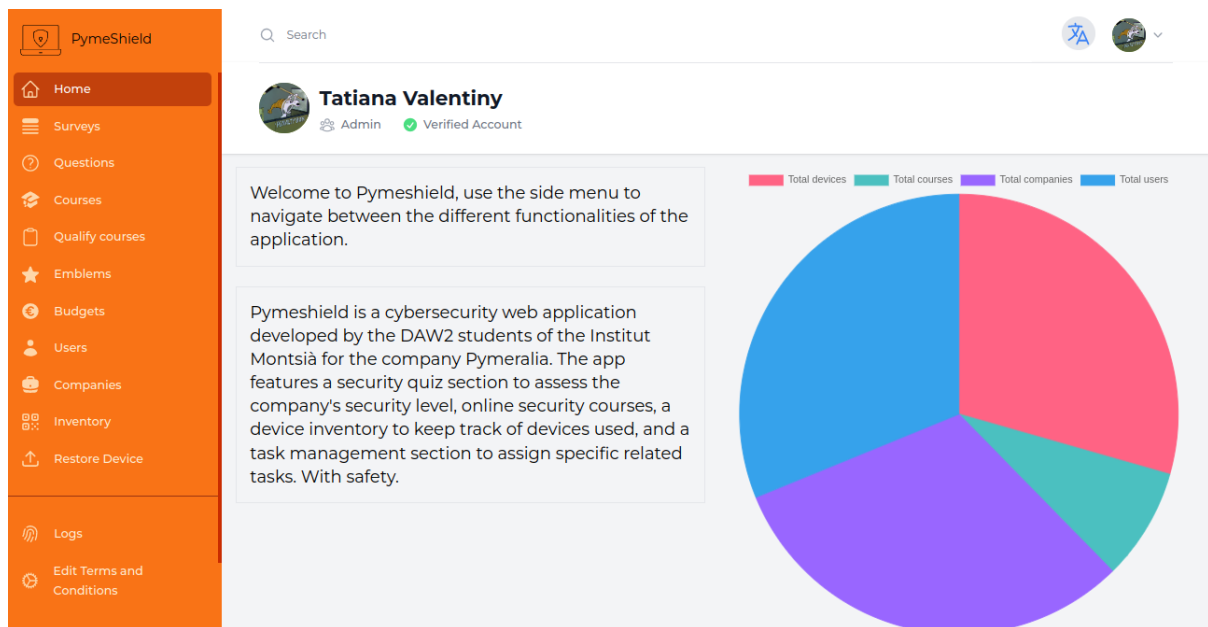 PymeShield
Home
Surveys
Questions
Courses
Qualify courses
Emblems
Budgets
Users
Companies
Inventory
Restore Device
Logs
Edit Terms and
Conditions
Search
Tatiana Valentiny
Admin
Verified Account
Welcome to Pymeshield, use the side menu to
navigate between the different functionalities of the
application.
Pymeshield is a cybersecurity web application
developed by the DAW2 students of the Institut
Montsià for the company Pymeralia. The app
features a security quiz section to assess the
company's security level, online security courses, a
device inventory to keep track of devices used, and a
task management section to assign specific related
tasks. With safety.
Total devices
Total courses
Total companies
Total users